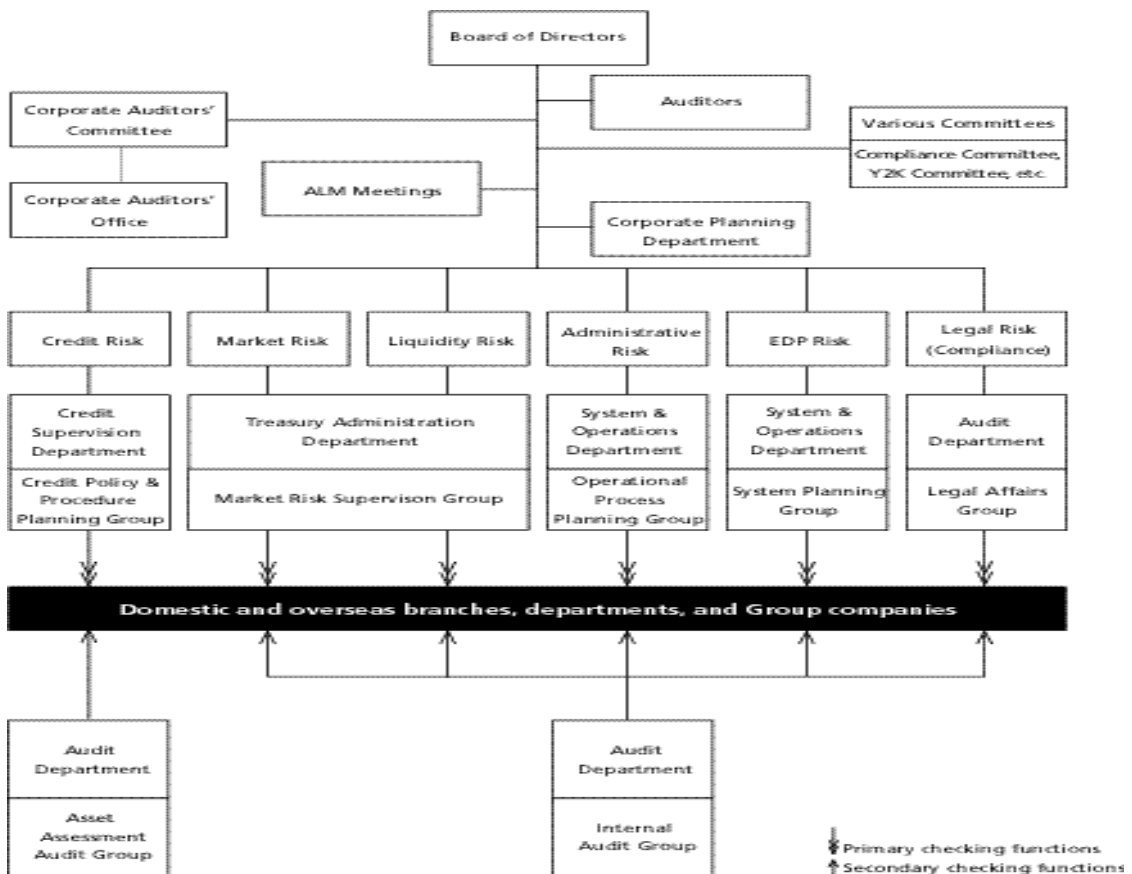 Board of Directors
Auditors
Corporate Auditors'
Committee
Various Committees
Compliance Committee,
Y2K Committee, etc.
ALM Meetings
Corporate Auditors'
Office
Corporate Planning
Department
Credit Risk
Market Risk
Liquidity Risk
Administrative
Risk
EDP Risk
Legal Risk
(Compliance)
Credit
Supervision
Department
Treasury Administration
Department
System &
Operations
Department
System &
Operations
Department
Audit
Department
Credit Policy &
Procedure
Planning Group
Market Risk Supervison Group
Operational
Process
Planning Group
System Planning
Group
Legal Affairs
Group
Domestic and overseas branches, departments, and Group companies
Audit
Department
Asset
Assessment
Audit Group
Audit
Department
Internal
Audit Group
Primary checking functions
Secondary checking functions